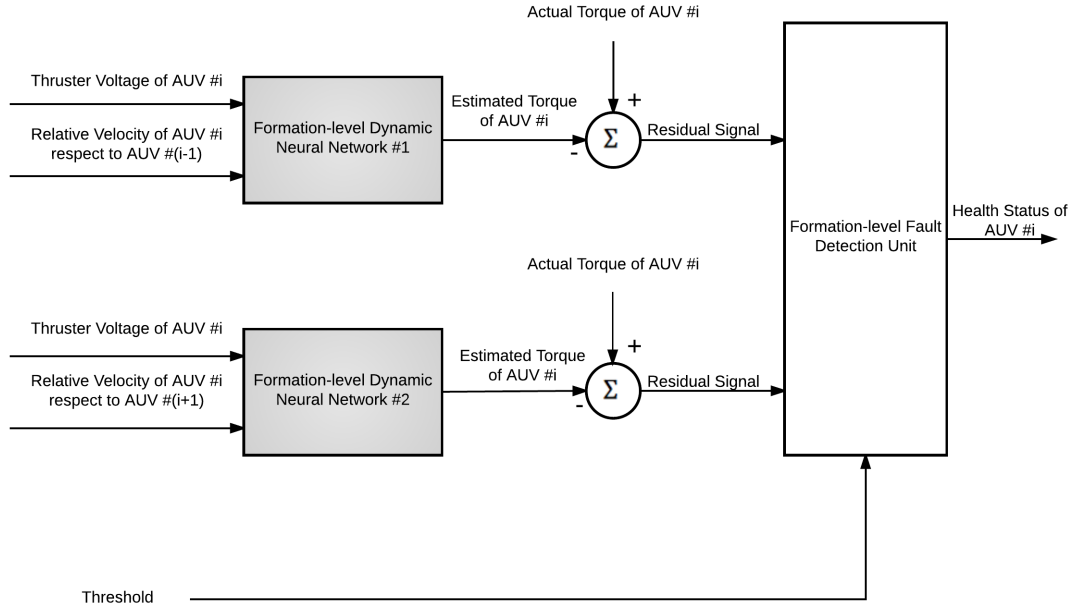 Actual Torque of AUV #i
Thruster Voltage of AUV #i
Relative Velocity of AUV #i
respect to AUV #(i-1)
Formation-level Dynamic
Neural Network #1
Estimated Torque
of AUV #i
+
-
Σ
Residual Signal
Formation-level Fault
Detection Unit
Health Status of
AUV #i
Actual Torque of AUV #i
Thruster Voltage of AUV #i
Relative Velocity of AUV #i
respect to AUV #(i+1)
Formation-level Dynamic
Neural Network #2
Estimated Torque
of AUV #i
+
-
Σ
Residual Signal
Threshold